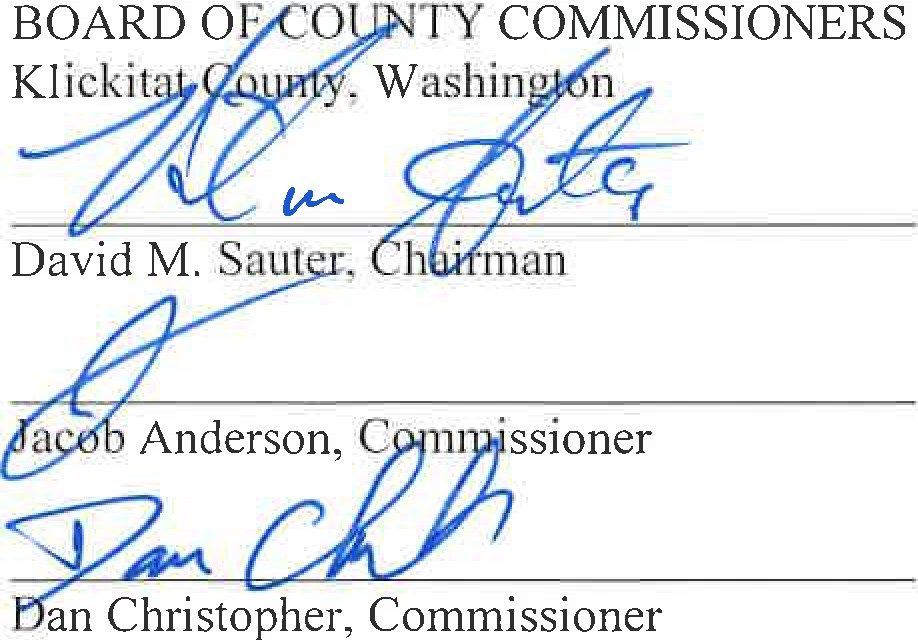 BOARD OF COUNTY COMMISSIONERS
Klickitat County, Washington
David M. Sauter, Chairman
Jacob Anderson, Commissioner
Dan Christopher, Commissioner